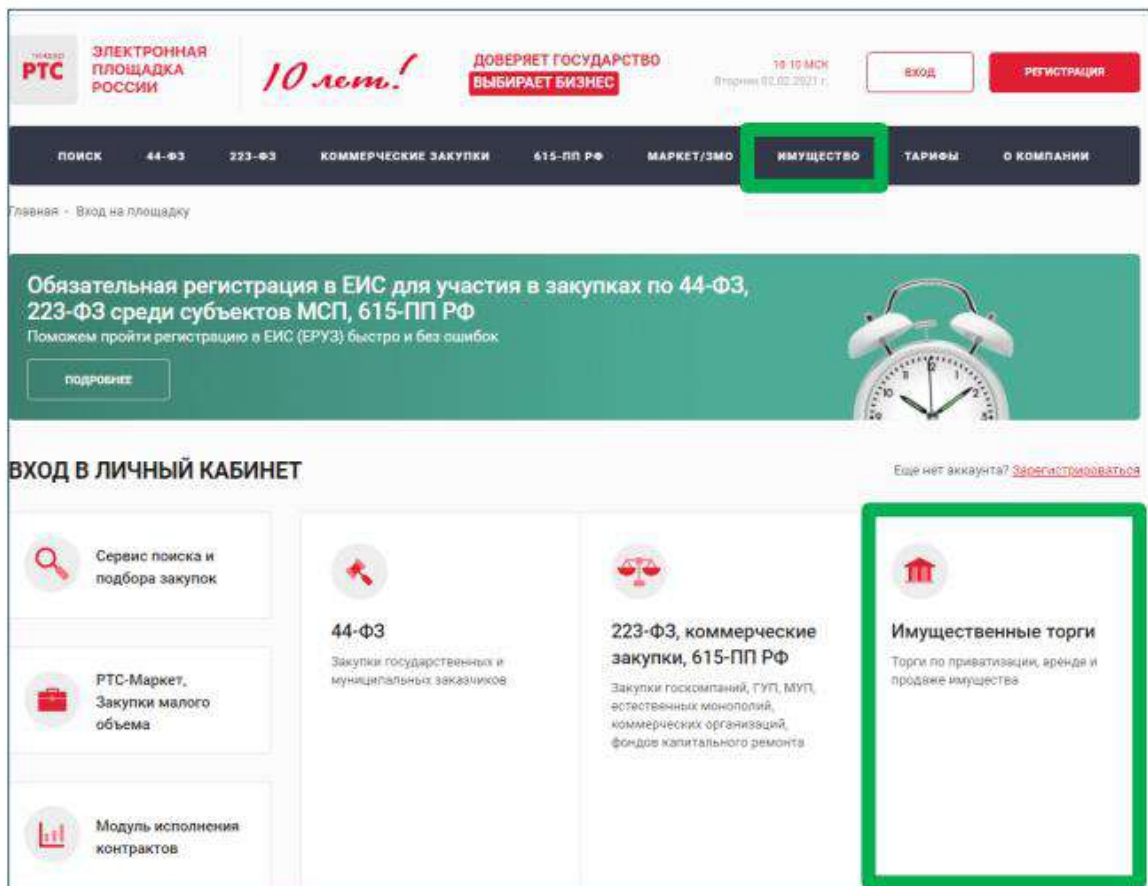 РТС
ЭЛЕКТРОННАЯ
ПЛОЩАДКА
РОССИИ
10 лет!
ДОВЕРЯЕТ ГОСУДАРСТВО
ВЫБИРАЕТ БИЗНЕС
МСК
Вторник 02.02.2021 г.
ВХОД
РЕГИСТРАЦИЯ
ПОИСК 44-ФЗ 223-ФЗ КОММЕРЧЕСКИЕ ЗАКУПКИ 615-ПП РФ МАРКЕТ/ЗМО ИМУЩЕСТВО ТАРИФЫ О КОМПАНИИ
Главная - Вход на площадку
Обязательная регистрация в ЕИС для участия в закупках по 44-ФЗ,
223-ФЗ среди субъектов МСП, 615-ПП РФ
Поможем пройти регистрацию в ЕИС (ЕРУЗ) быстро и без ошибок
ПОДРОБНЕЕ
ВХОД В ЛИЧНЫЙ КАБИНЕТ
Еще нет аккаунта? Зарегистрироваться
Сервис поиска и
подбора закупок
РТС-Маркет,
Закупки малого
объема
Модуль исполнения
контрактов
44-ФЗ
Закупки государственных и
муниципальных заказчиков
223-ФЗ, коммерческие
закупки, 615-ПП РФ
Закупки госкомпаний, ГУП, МУП,
естественных монополий,
коммерческих организаций,
фондов капитального ремонта
Имущественные торги
Торги по приватизации, аренде и
продаже имущества